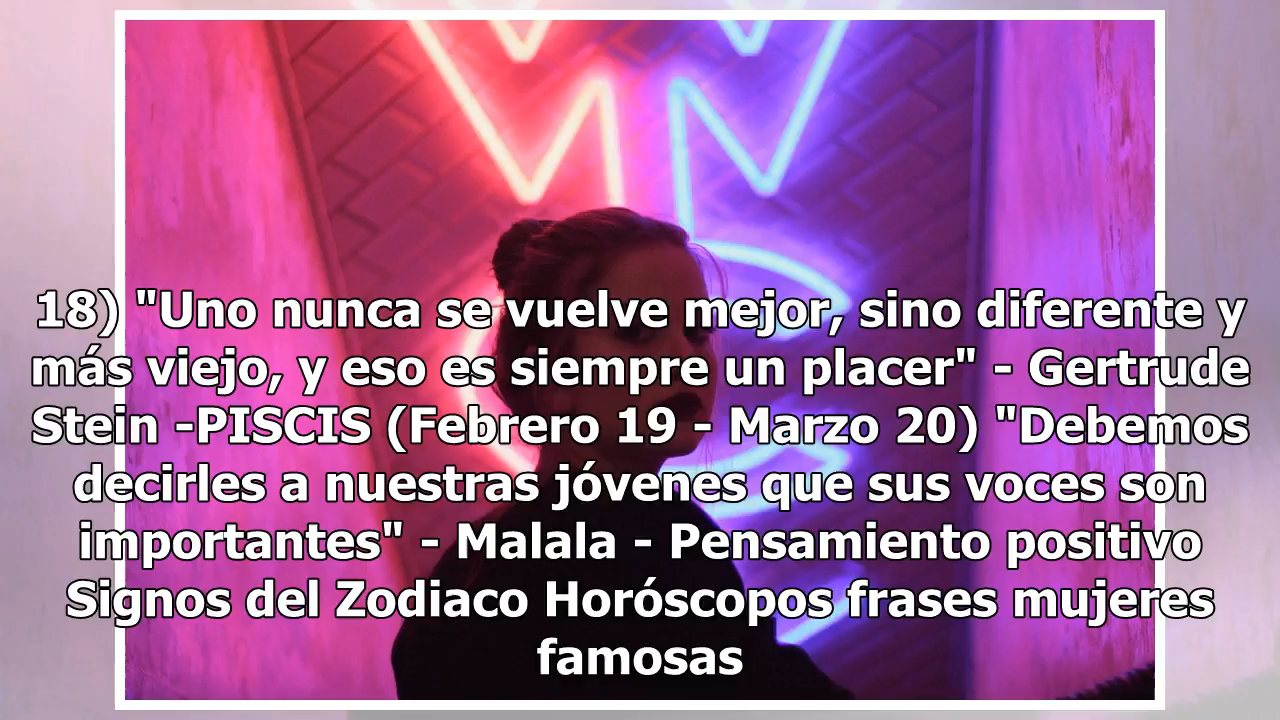 18) "Uno nunca se vuelve mejor, sino diferente y
más viejo, y eso es siempre un placer" - Gertrude
Stein -PISCIS (Febrero 19 - Marzo 20) "Debemos
decirles a nuestras jóvenes que sus voces son
importantes" - Malala - Pensamiento positivo
Signos del Zodiaco Horóscopos frases mujeres
famosas